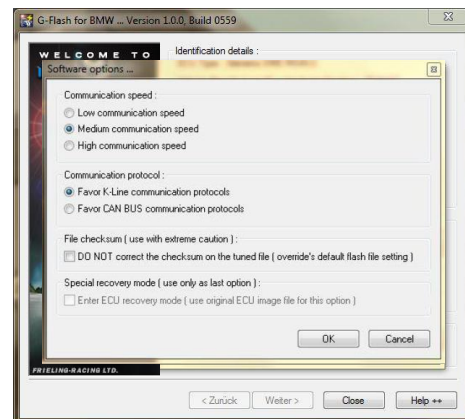 G-Flash for BMW ... Version 1.0.0, Build 0559
WELCOME TO
Identification details :
Software options ...
Communication speed :
Low communication speed
Medium communication speed
High communication speed
Communication protocol :
Favor K-Line communication protocols
Favor CAN BUS communication protocols
File checksum ( use with extreme caution ) :
DO NOT correct the checksum on the tuned file ( override's default flash file setting )
Special recovery mode ( use only as last option ) :
Enter ECU recovery mode ( use original ECU image file for this option )
OK
Cancel
FRIELING-RACING LTD.
< Zurück
Weiter >
Close
Help ++